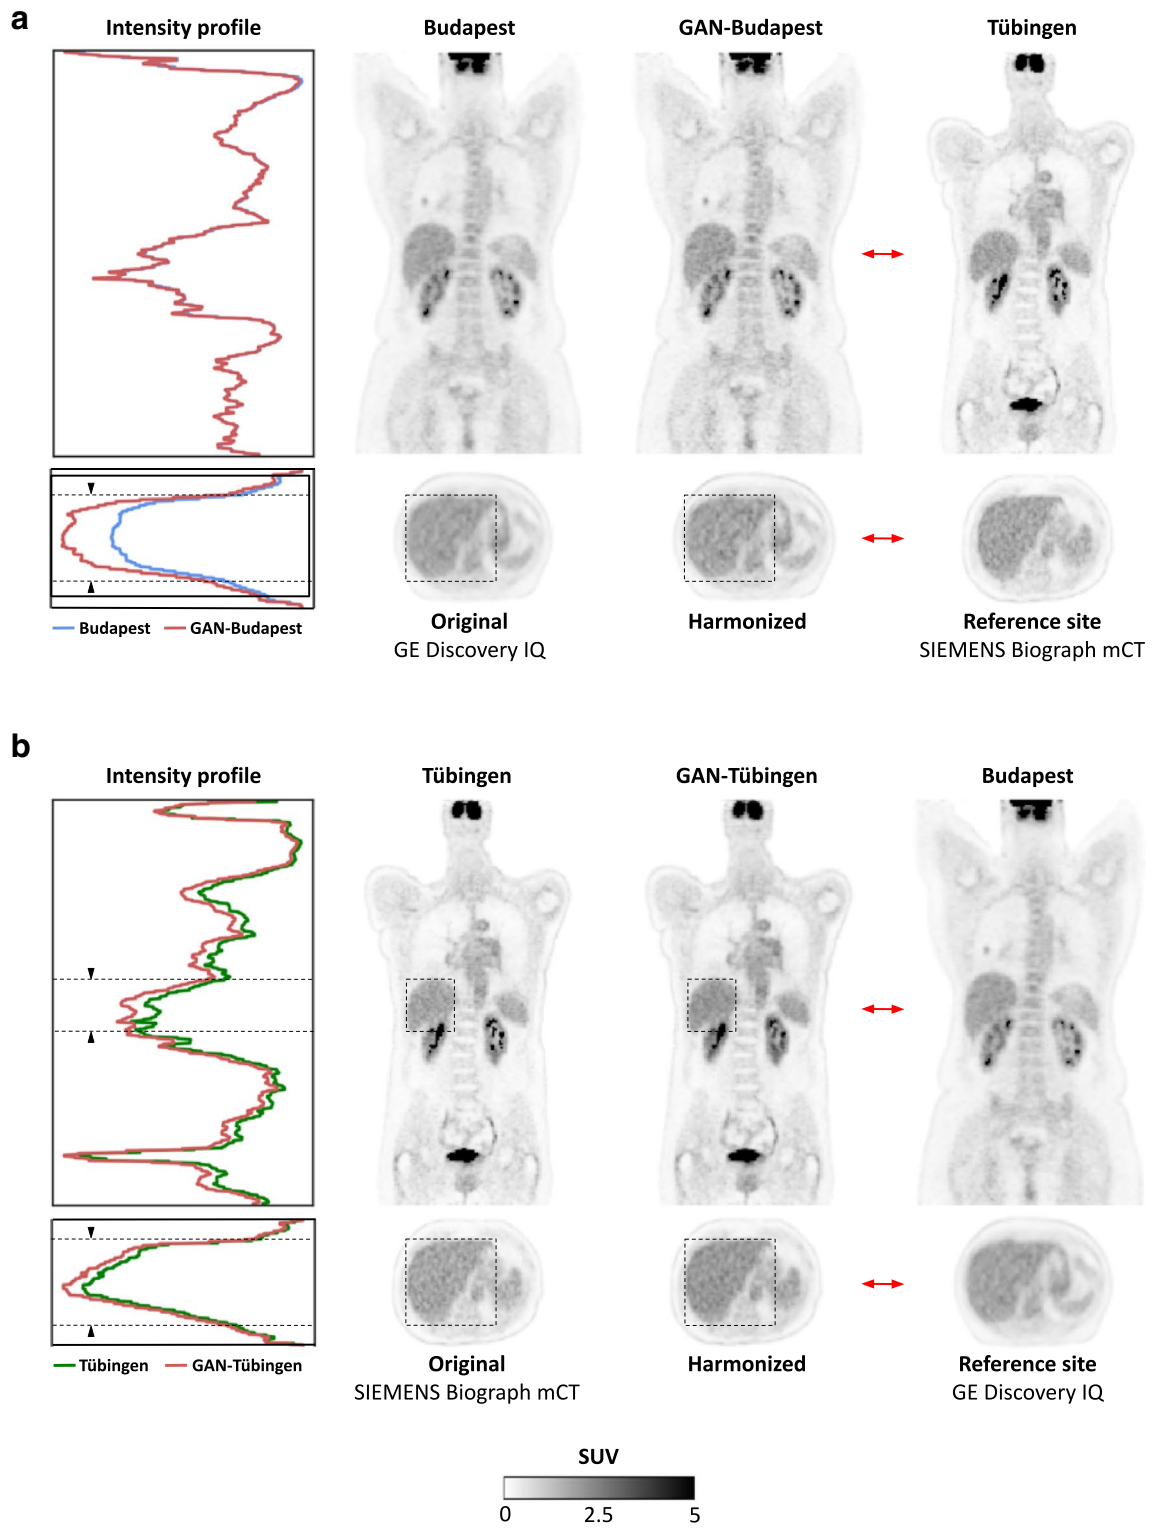 a
Intensity profile
Budapest
GAN-Budapest
Tübingen
Budapest
GAN-Budapest
Original
GE Discovery IQ
Harmonized
Reference site
SIEMENS Biograph mCT
b
Intensity profile
Tübingen
GAN-Tübingen
Budapest
Tübingen
GAN-Tübingen
Original
SIEMENS Biograph mCT
Harmonized
Reference site
GE Discovery IQ
SUV
0
2.5
5